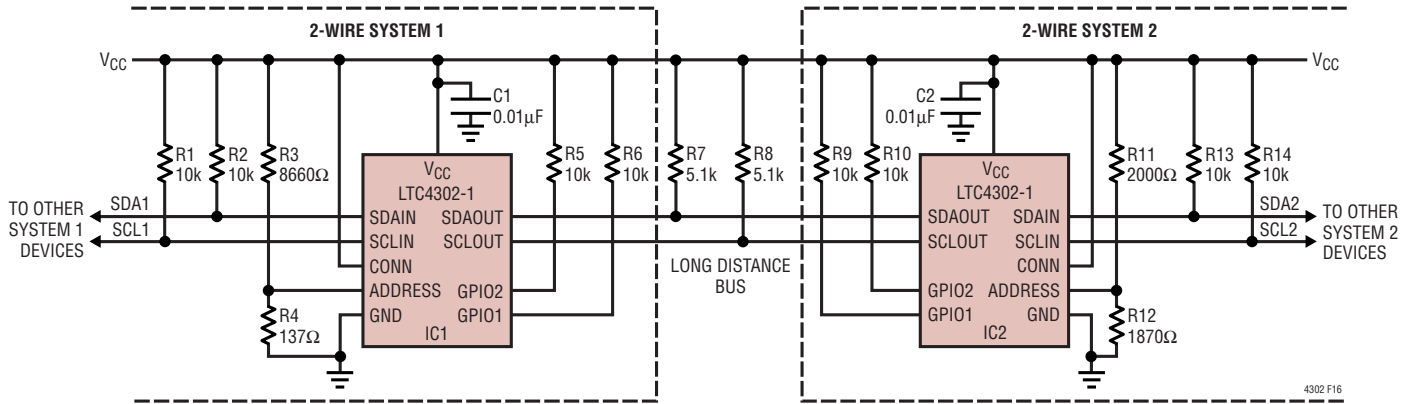 2-WIRE SYSTEM 1
2-WIRE SYSTEM 2
VCC
VCC
C1
0.01µF
C2
0.01µF
R1
10k
R2
10k
R3
8660Ω
R5
10k
R6
10k
R7
5.1k
R8
5.1k
R9
10k
R10
10k
R11
2000Ω
R13
10k
R14
10k
VCC
LTC4302-1
SDAIN
SDAOUT
SCLIN
SCLOUT
CONN
ADDRESS
GPIO2
GND
GPIO1
IC1
VCC
LTC4302-1
SDAOUT
SDAIN
SCLOUT
SCLIN
CONN
GPIO2
ADDRESS
GPIO1
GND
IC2
TO OTHER
SYSTEM 1
DEVICES
SDA1
SCL1
LONG DISTANCE
BUS
SDA2
SCL2
TO OTHER
SYSTEM 2
DEVICES
R4
137Ω
R12
1870Ω
4302 F16